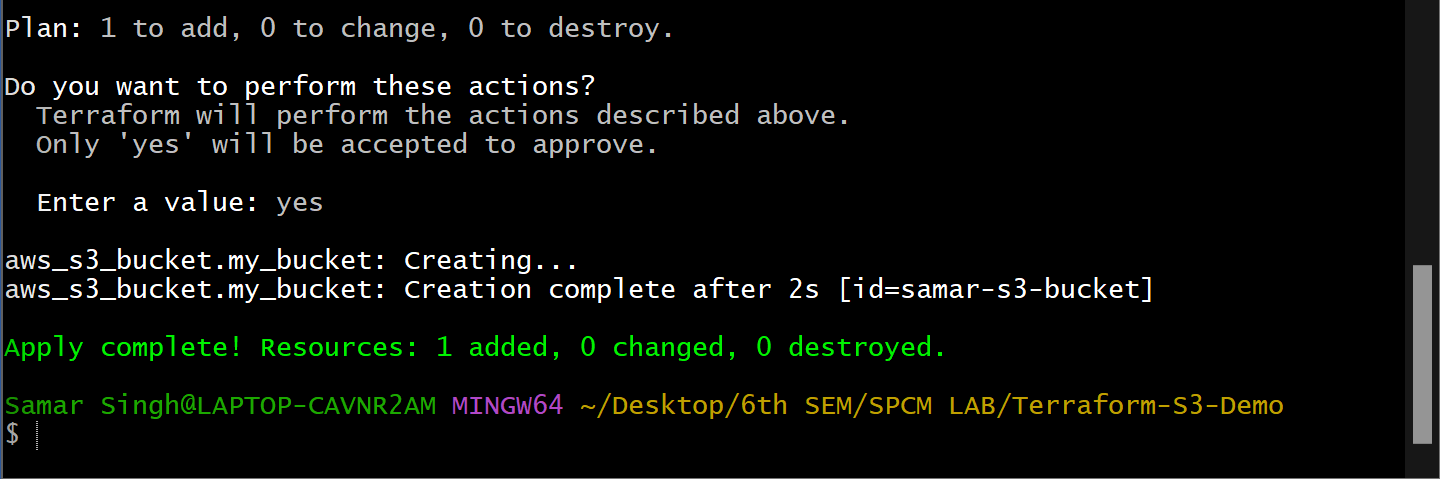 Plan: 1 to add, 0 to change, 0 to destroy.
Do you want to perform these actions?
Terraform will perform the actions described above.
Only 'yes' will be accepted to approve.
Enter a value: yes
aws_s3_bucket.my_bucket: Creating...
aws_s3_bucket.my_bucket: Creation complete after 2s [id=samar-s3-bucket]
Apply complete! Resources: 1 added, 0 changed, 0 destroyed.
Samar Singh@LAPTOP-CAVNR2AM MINGW64 ~/Desktop/6th SEM/SPCM LAB/Terraform-S3-Demo
$